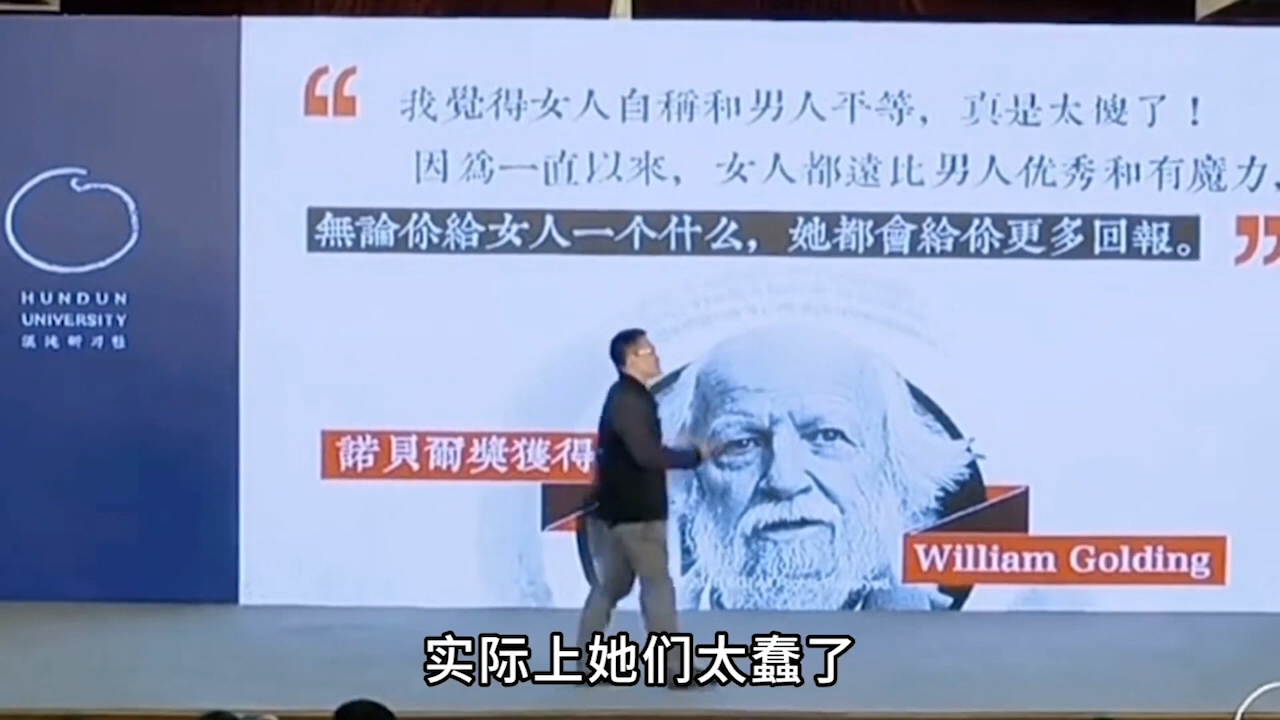 我覺得女人自稱和男人平等，真是太傻了！
因為一直以來，女人都遠比男人优秀和有魔力，
無論你給女人一个什么，她都會給你更多回報。
HUNDUN
UNIVERSITY
混沌研习社
諾貝爾獎獲得
William Golding
实际上她们太蠢了